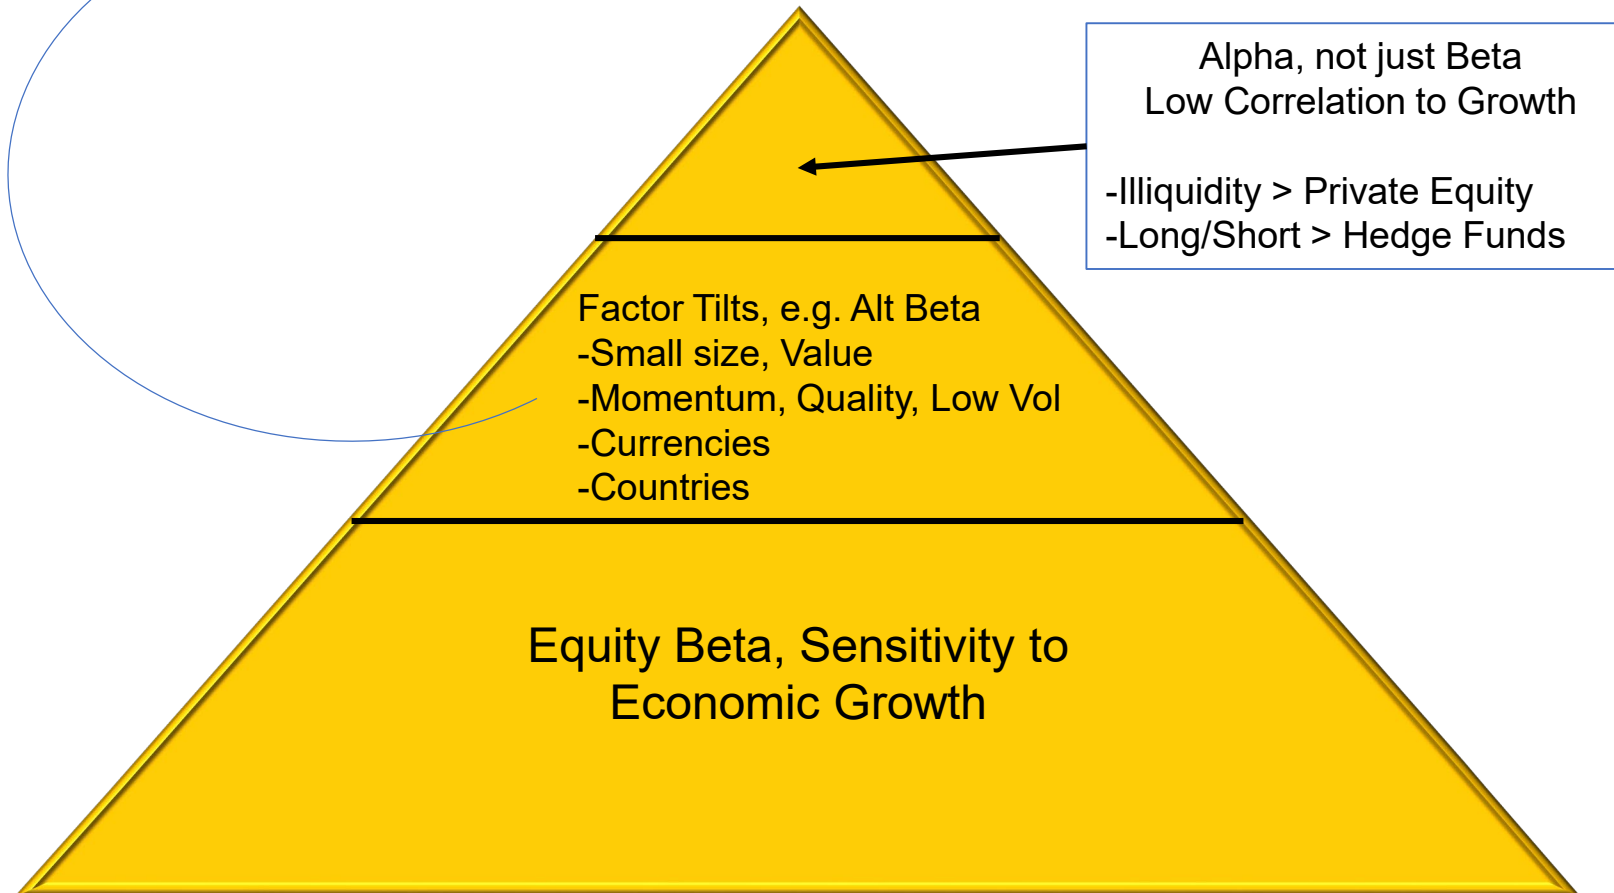 Alpha, not just Beta
Low Correlation to Growth
-Illiquidity > Private Equity
-Long/Short > Hedge Funds
Factor Tilts, e.g. Alt Beta
-Small size, Value
-Momentum, Quality, Low Vol
-Currencies
-Countries
Equity Beta, Sensitivity to
Economic Growth